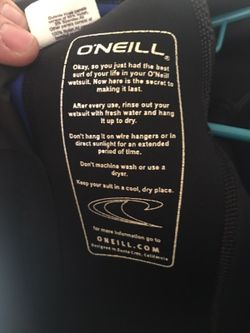 O'NEILL
Okay, so you just had the best
surf of your life in your O'Neill
wetsuit. Now here is the secret to
making it last.
After every use, rinse out your
wetsuit with fresh water and hang
it up to dry.
Don't hang it on wire hangers or in
direct sunlight for an extended
period of time.
Don't machine wash or use a
dryer.
Keep your suit in a cool, dry place.
for more information go to
ONEILL.COM
designed in Santa Cruz, California